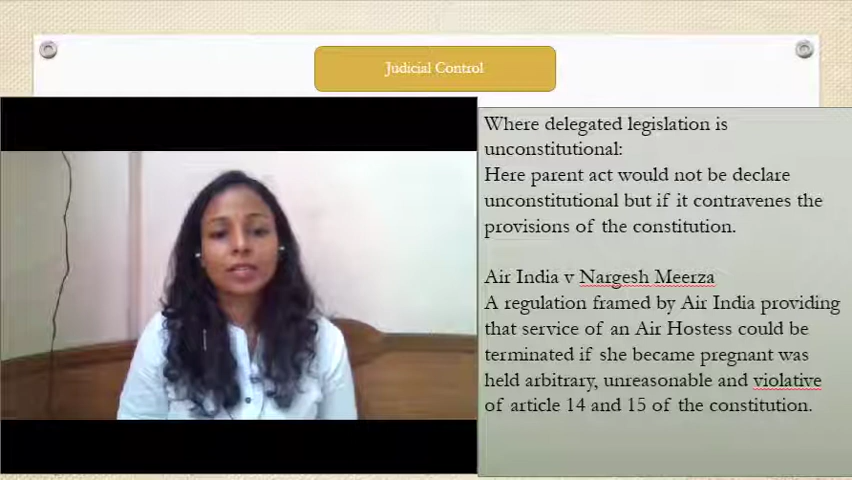 Judicial Control
Where delegated legislation is
unconstitutional:
Here parent act would not be declare
unconstitutional but if it contravenes the
provisions of the constitution.
Air India v Nargesh Meerza
A regulation framed by Air India providing
that service of an Air Hostess could be
terminated if she became pregnant was
held arbitrary, unreasonable and violative
of article 14 and 15 of the constitution.